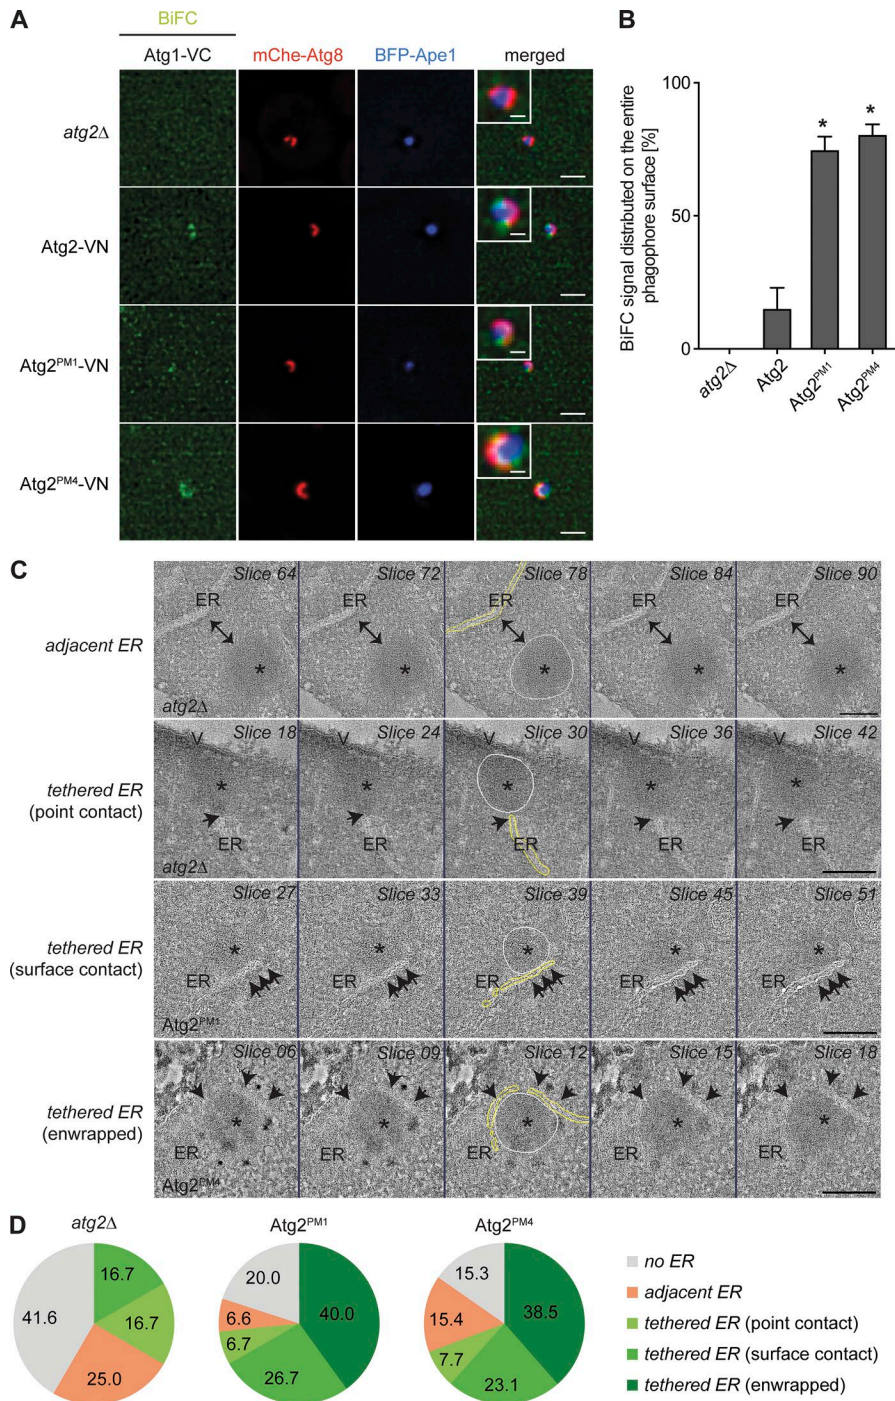 A
BiFC
Atg1-VC mChe-Atg8 BFP-Ape1 merged
atg2Δ
Atg2-VN
Atg2PM1-VN
Atg2PM4-VN
B
BiFC signal distributed on the entire
phagophore surface [%]
100
50
0
* *
atg2Δ Atg2 Atg2PM1 Atg2PM4
C
adjacent ER
Slice 64 Slice 72 Slice 78 Slice 84 Slice 90
ER ER ER ER ER
* * * * *
atg2Δ
tethered ER
(point contact)
Slice 18 Slice 24 Slice 30 Slice 36 Slice 42
V V V V V
* * * * *
ER ER ER ER ER
atg2Δ
tethered ER
(surface contact)
Slice 27 Slice 33 Slice 39 Slice 45 Slice 51
* * * * *
ER ER ER ER ER
Atg2PM1
tethered ER
(enwrapped)
Slice 06 Slice 09 Slice 12 Slice 15 Slice 18
* * * * *
ER ER ER ER ER
Atg2PM4
D
atg2Δ
16.7
16.7
25.0
41.6
Atg2PM1
20.0
40.0
6.6
6.7
26.7
Atg2PM4
15.3
38.5
15.4
7.7
23.1
no ER
adjacent ER
tethered ER (point contact)
tethered ER (surface contact)
tethered ER (enwrapped)